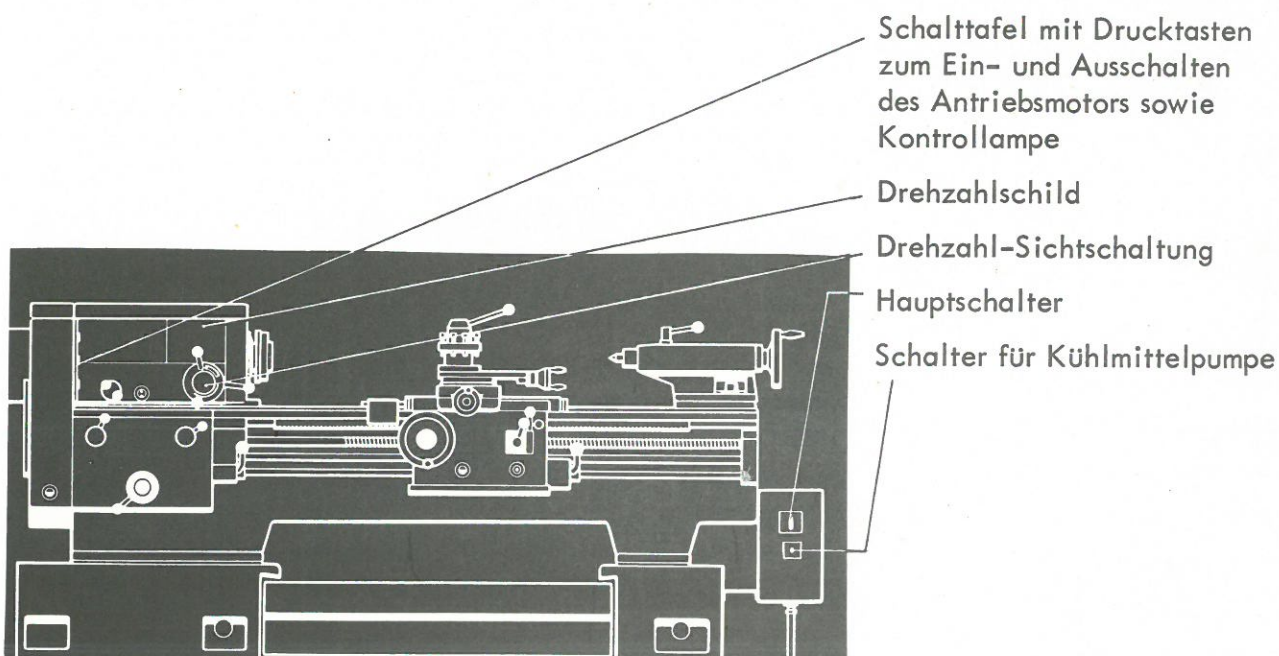 Schalttafel mit Drucktasten
zum Ein- und Ausschalten
des Antriebsmotors sowie
Kontrollampe
Drehzahlschild
Drehzahl-Sichtschaltung
Hauptschalter
Schalter für Kühlmittelpumpe